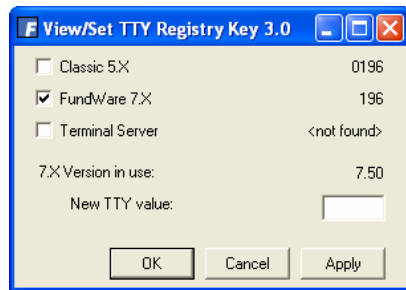 F View/Set TTY Registry Key 3.0
Classic 5.X 0196
FundWare 7.X 196
Terminal Server <not found>
7.X Version in use: 7.50
New TTY value:
OK Cancel Apply